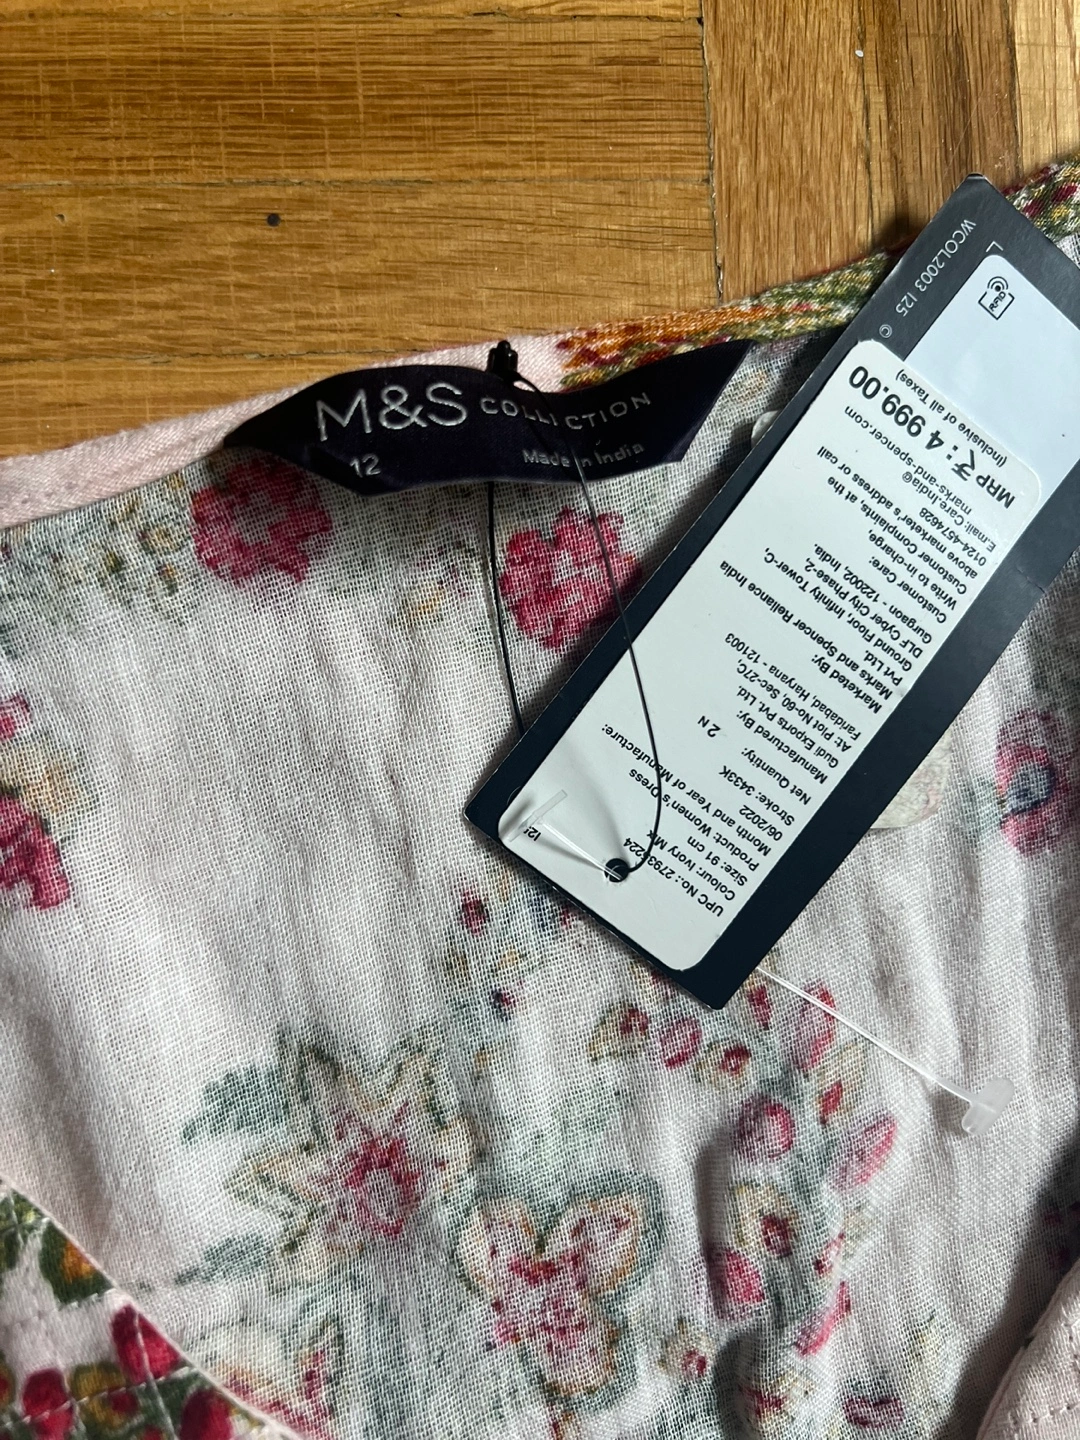 M&S COLLECTION
12
Made in India
WCOL2003 I25 ©
L
RFID
UPC No.:
Colour: Ivory Mix
Size: 91 cm
Product: Women's Dress
Month and Year of Manufacture:
06/2022
Stroke: 3433K
Net Quantity: 2 N
Manufactured By:
Gudi Exports Pvt. Ltd.
At: Plot No-60, Sec-27C,
Faridabad, Haryana - 121003
Marketed By:
Marks and Spencer Reliance India
Pvt Ltd.
Ground Floor, Infinity Tower-C,
DLF Cyber City Phase-2,
Gurgaon - 122002, India.
Customer Care:
Write to In-charge,
Customer Complaints, at the
above marketer's address or call
0124-4574628
E.mail: Care.India@
marks-and-spencer.com
MRP ₹: 4 999.00
(Inclusive of all Taxes)